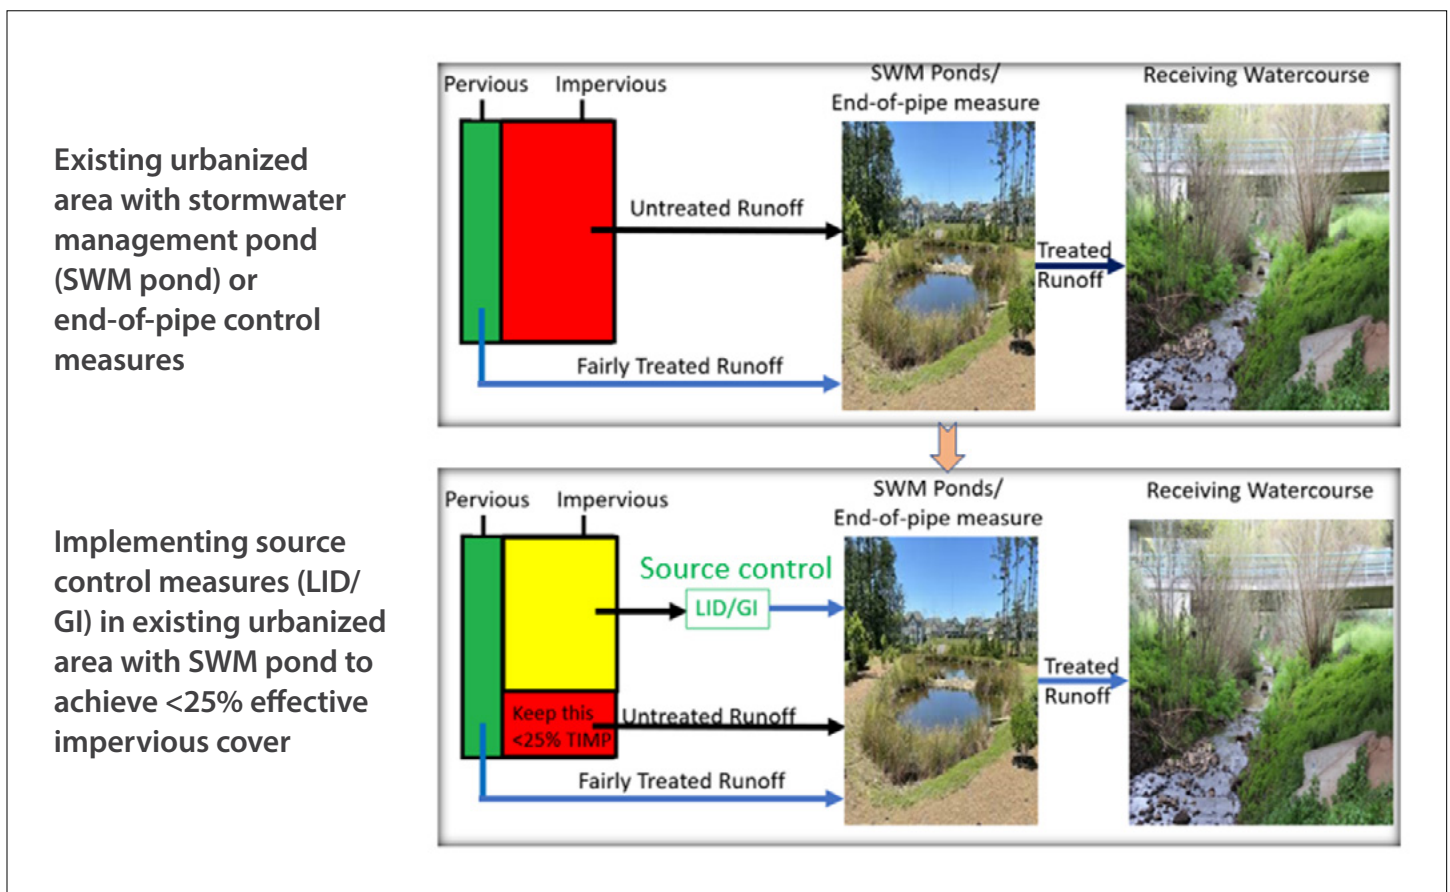 Existing urbanized
area with stormwater
management pond
(SWM pond) or
end-of-pipe control
measures
Pervious
Impervious
SWM Ponds/
End-of-pipe measure
Receiving Watercourse
Untreated Runoff
Treated
Runoff
Fairly Treated Runoff
Implementing source
control measures (LID/
GI) in existing urbanized
area with SWM pond to
achieve <25% effective
impervious cover
Pervious
Impervious
SWM Ponds/
End-of-pipe measure
Receiving Watercourse
Source control
LID/GI
Keep this
<25% TIMP
Untreated Runoff
Treated
Runoff
Fairly Treated Runoff